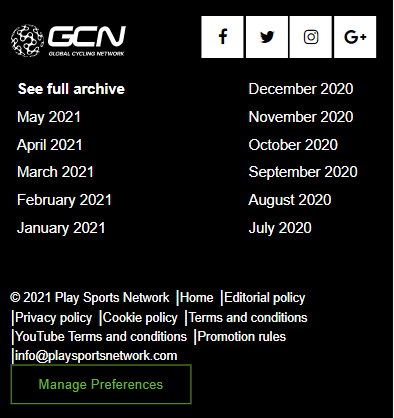 GCN
GLOBAL CYCLING NETWORK
G+
See full archive
May 2021
April 2021
March 2021
February 2021
January 2021
December 2020
November 2020
October 2020
September 2020
August 2020
July 2020
© 2021 Play Sports Network |Home |Editorial policy
|Privacy policy |Cookie policy |Terms and conditions
|YouTube Terms and conditions |Promotion rules
|info@playsportsnetwork.com
Manage Preferences